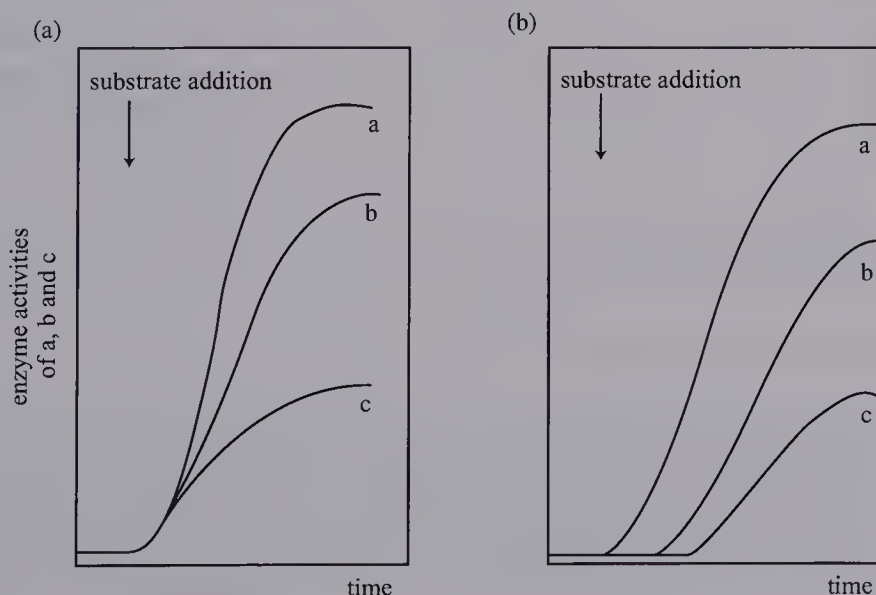 (a)
substrate addition
a
b
c
enzyme activities
of a, b and c
time
(b)
substrate addition
a
b
c
time